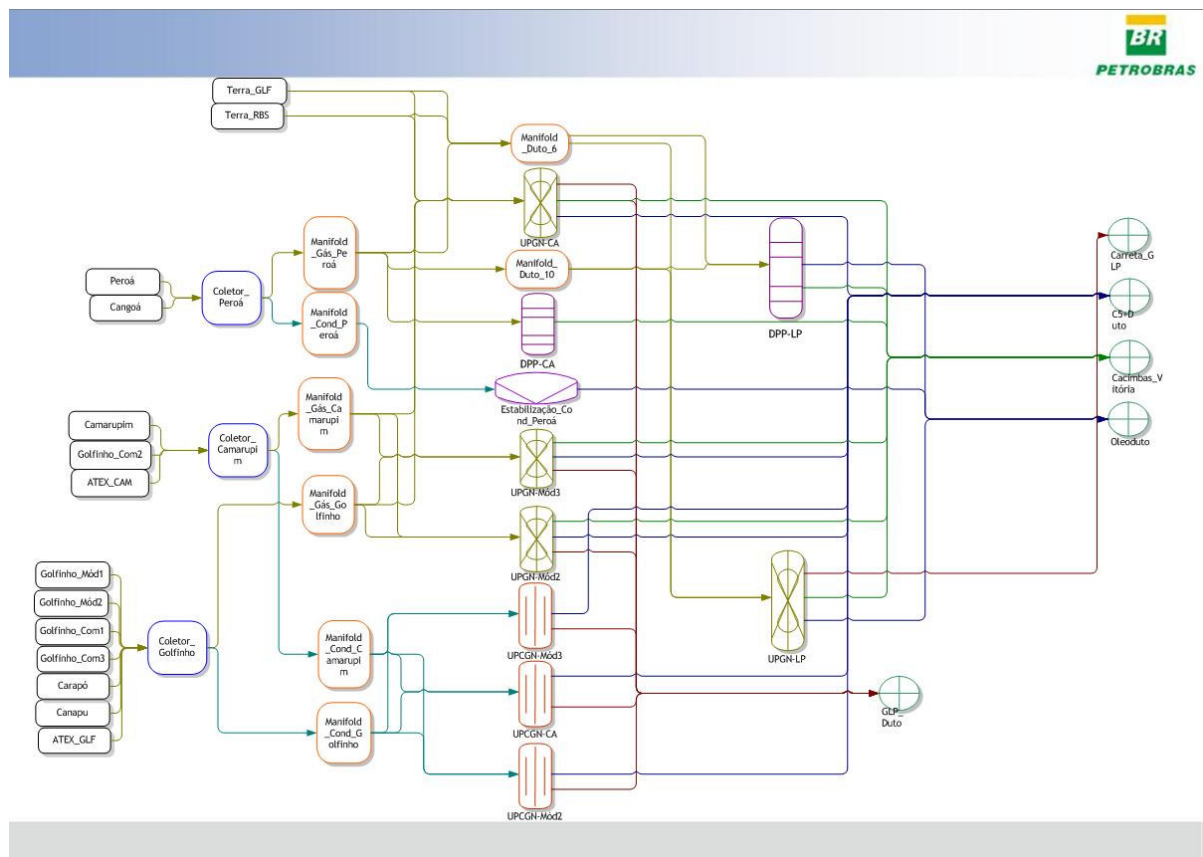 BR
PETROBRAS
Terra_GLF
Terra_RBS
Manifold
_Duto_6
UPGN-CA
Manifold
_Gás_Pe
roá
Manifold_
Duto_10
Carreta_G
LP
Peroá
Cangoá
Coletor_
Peroá
Manifold
_Cond_P
eroá
DPP-LP
C5+D
uto
DPP-CA
Cacimbas_V
itória
Estabilização_Co
nd_Peroá
Manifold
_Gás_Ca
marupi
m
Camarupim
Golfinho_Com2
ATEX_CAM
Coletor_
Camarupi
m
Oleoduto
UPGN-Mód3
Manifold
_Gás_Go
lfinho
UPGN-Mód2
Golfinho_Mód1
Golfinho_Mód2
Golfinho_Com1
Golfinho_Com3
Carapó
Canapu
ATEX_GLF
Coletor_
Golfinho
Manifold
_Cond_C
amarupi
m
UPCGN-Mód3
UPGN-LP
Manifold
_Cond_G
olfinho
UPCGN-CA
GLP_
Duto
UPCGN-Mód2